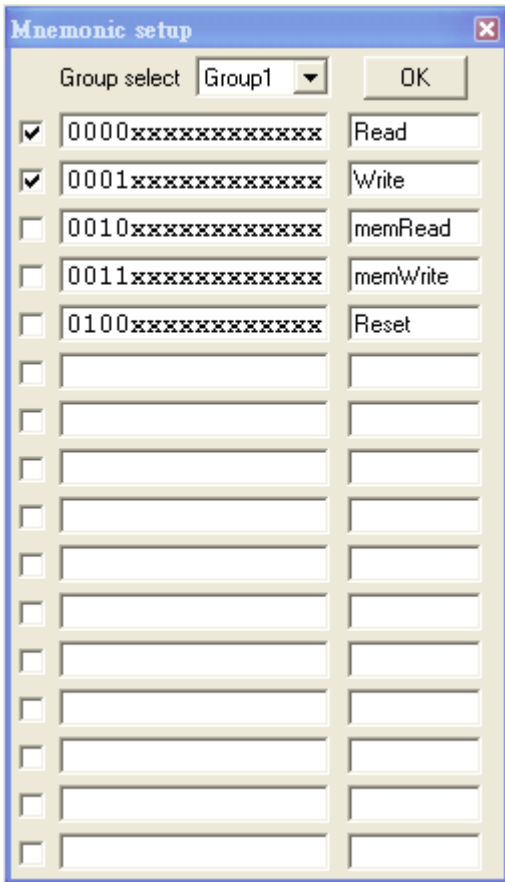 Mnemonic setup
Group select Group1 OK
0000xxxxxxxxxxxx Read
0001xxxxxxxxxxxx Write
0010xxxxxxxxxxxx memRead
0011xxxxxxxxxxxx memWrite
0100xxxxxxxxxxxx Reset